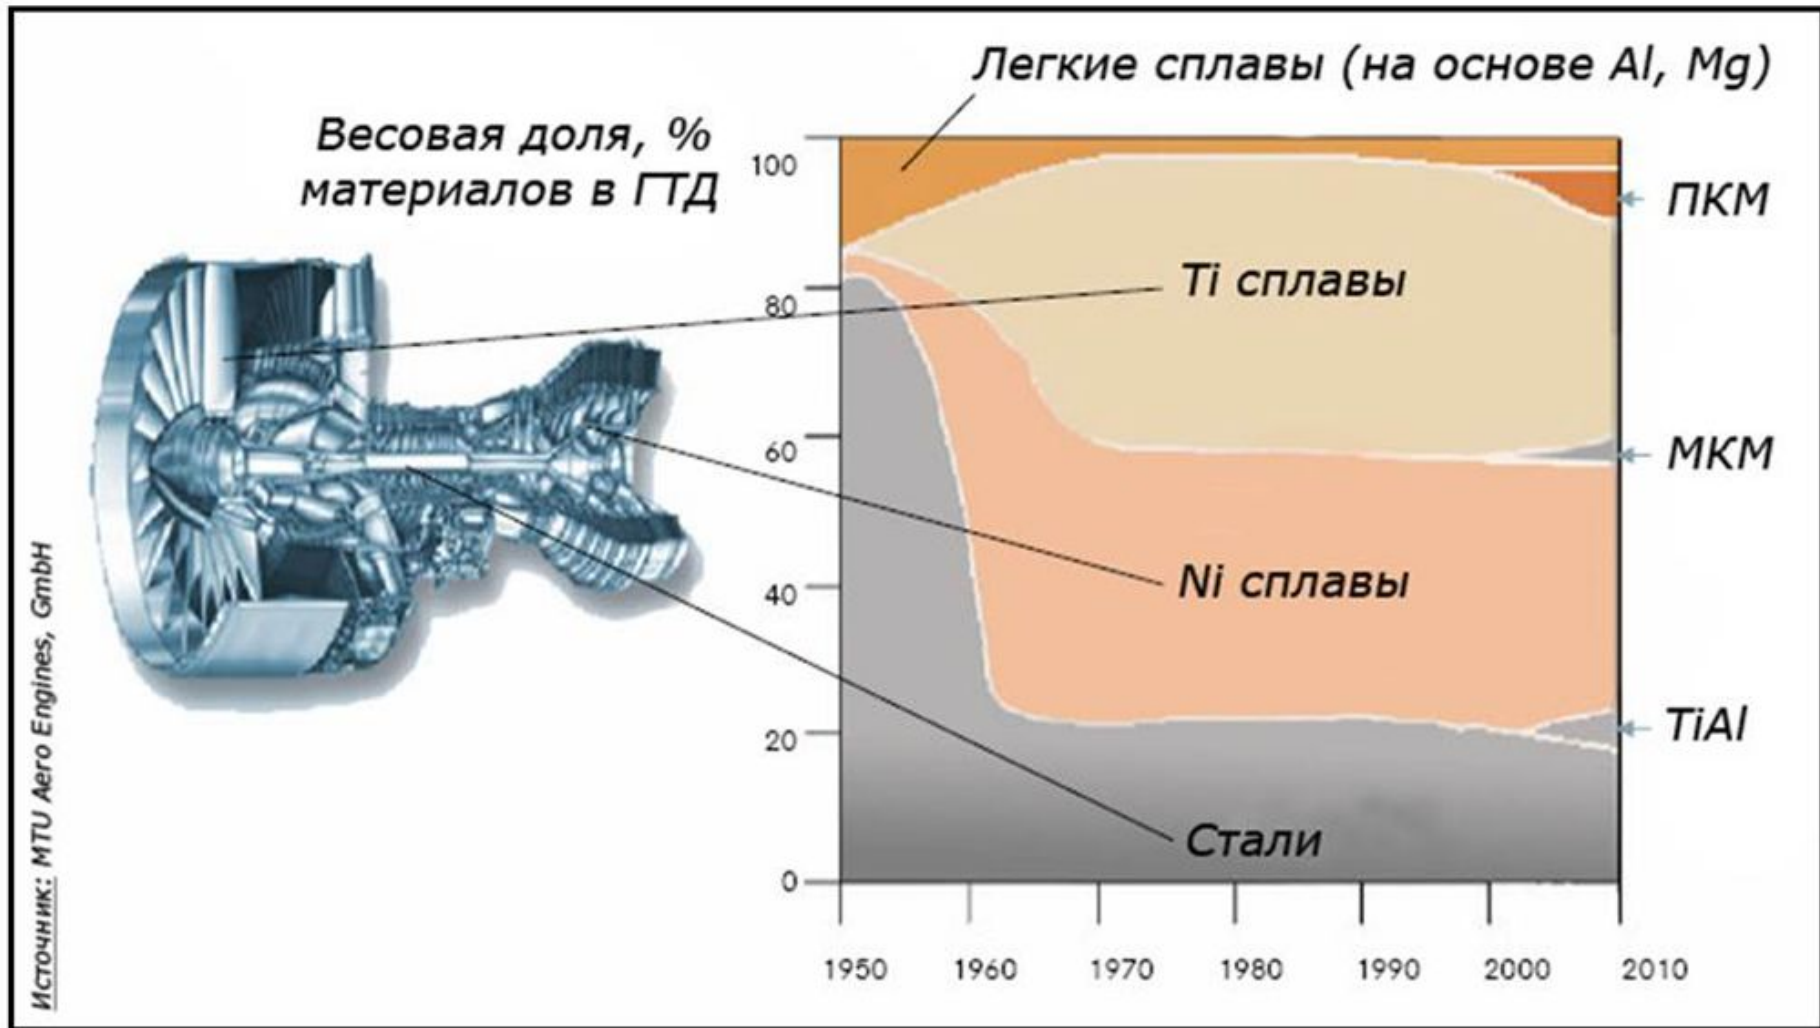 Легкие сплавы (на основе Al, Mg)
Весовая доля, %
материалов в ГТД
100
80
60
40
20
0
ПКМ
Ti сплавы
МКМ
Ni сплавы
TiAl
Стали
1950 1960 1970 1980 1990 2000 2010
Источник: MTU Aero Engines, GmbH